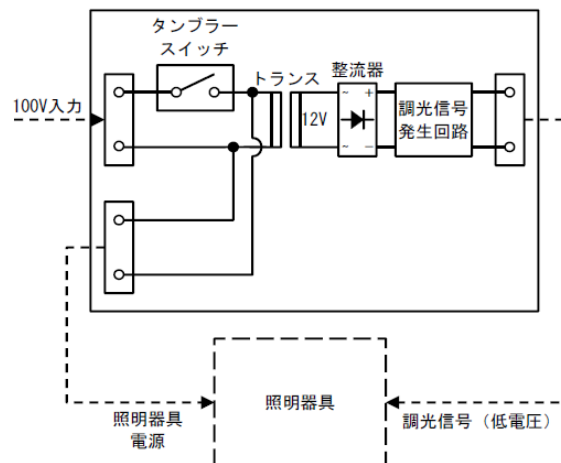 タンブラー
スイッチ
トランス
整流器
100V入力
12V
~ +
~ −
調光信号
発生回路
照明器具
照明器具
電源
調光信号（低電圧）